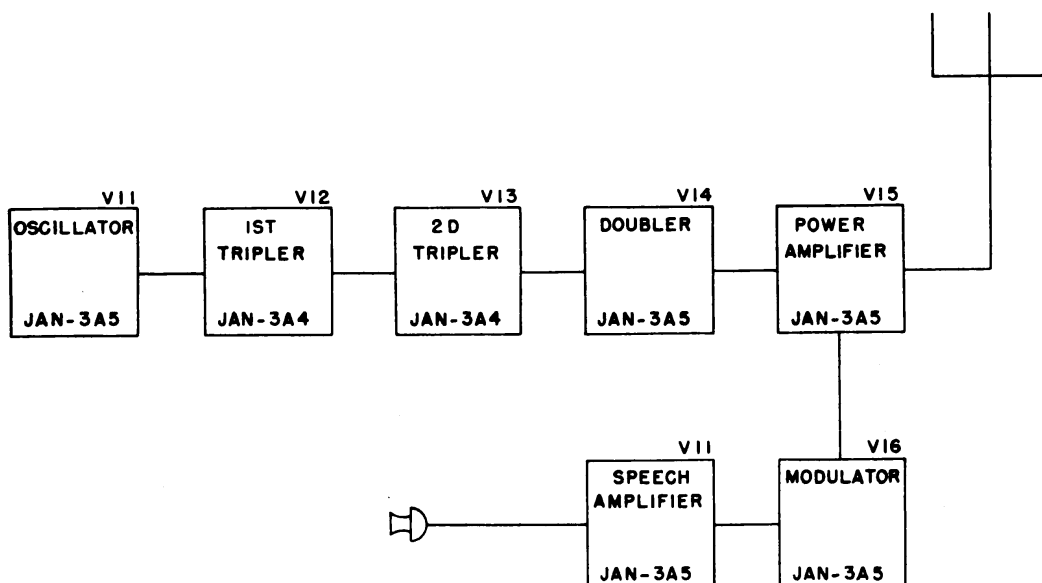 V11
OSCILLATOR
JAN-3A5
V12
1ST
TRIPLER
JAN-3A4
V13
2D
TRIPLER
JAN-3A4
V14
DOUBLER
JAN-3A5
V15
POWER
AMPLIFIER
JAN-3A5
V11
SPEECH
AMPLIFIER
JAN-3A5
V16
MODULATOR
JAN-3A5